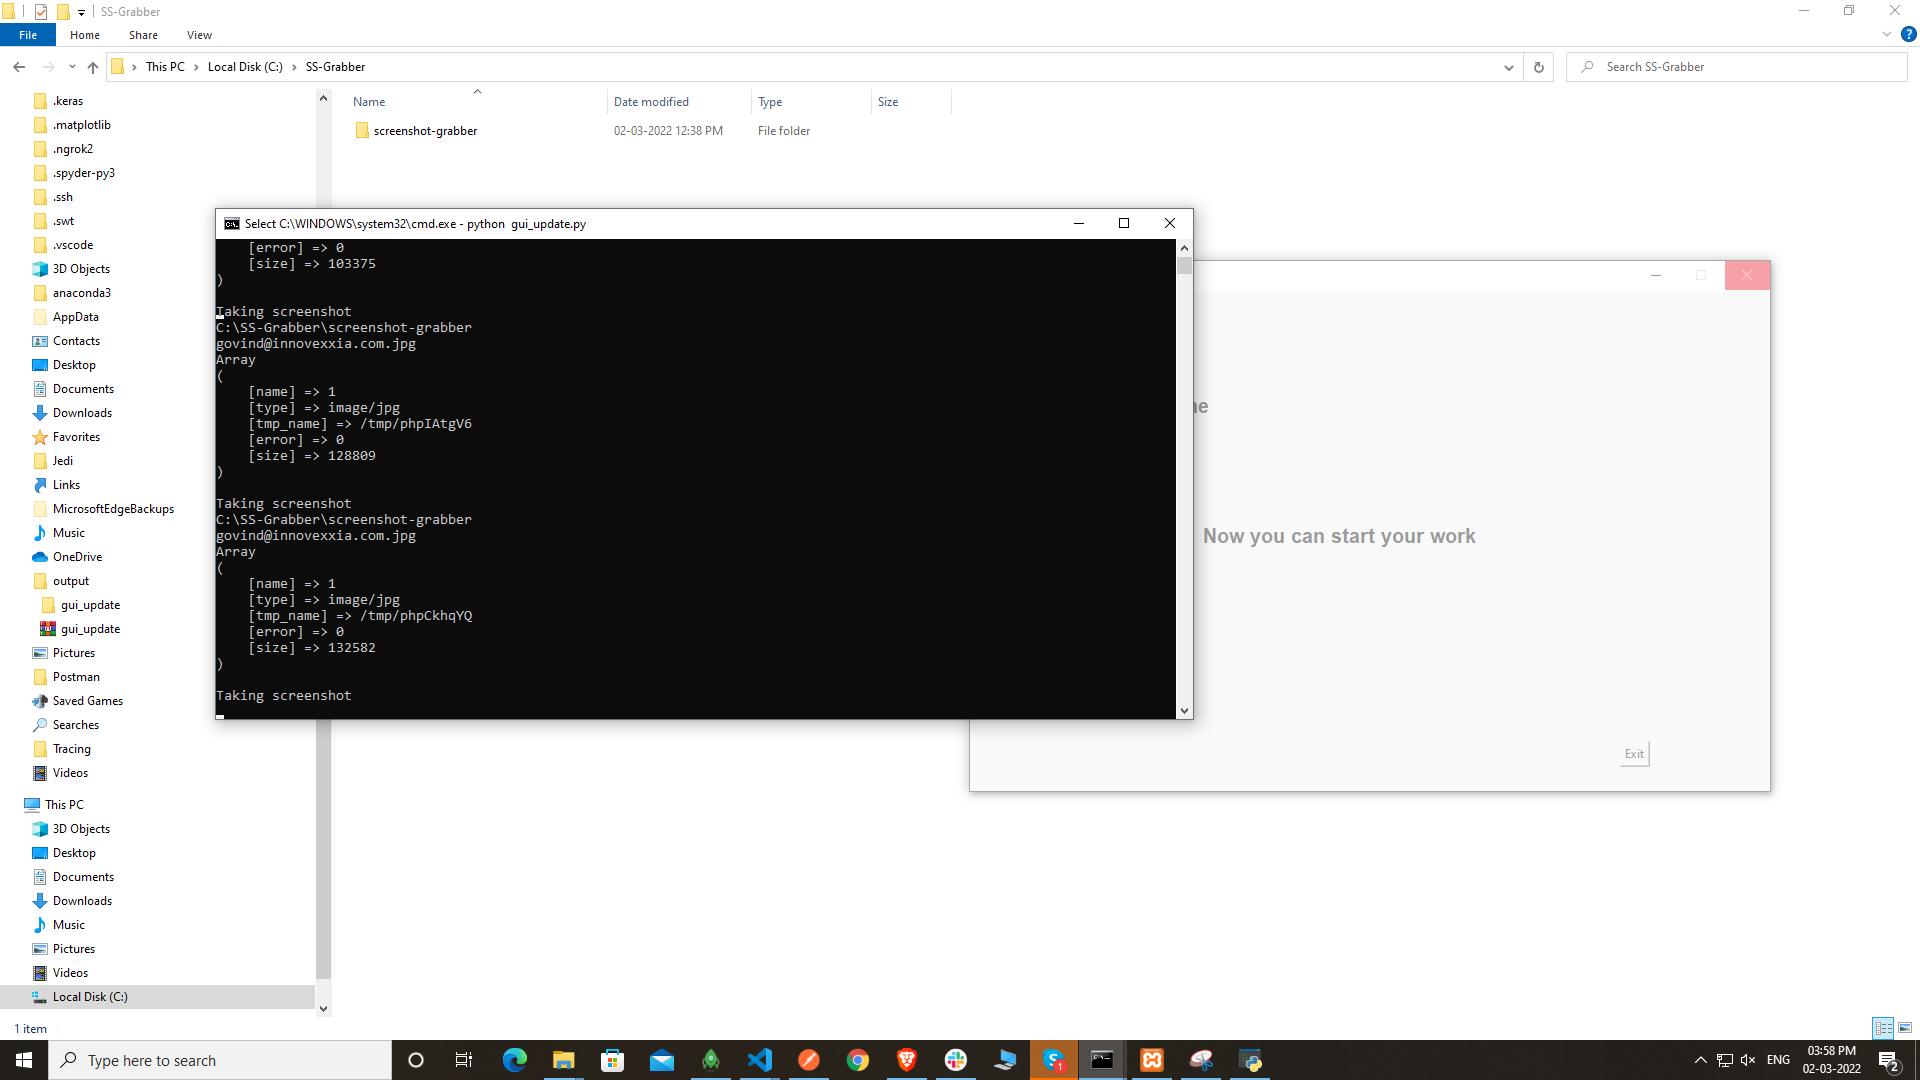 SS-Grabber
File
Home
Share
View
This PC
Local Disk (C:)
SS-Grabber
Search SS-Grabber
.keras
.matplotlib
.ngrok2
.spyder-py3
.ssh
.swt
.vscode
3D Objects
anaconda3
AppData
Contacts
Desktop
Documents
Downloads
Favorites
Jedi
Links
MicrosoftEdgeBackups
Music
OneDrive
output
gui_update
gui_update
Pictures
Postman
Saved Games
Searches
Tracing
Videos
This PC
3D Objects
Desktop
Documents
Downloads
Music
Pictures
Videos
Local Disk (C:)
1 item
Name
Date modified
Type
Size
screenshot-grabber
02-03-2022 12:38 PM
File folder
Select C:\WINDOWS\system32\cmd.exe - python  gui_update.py
[error] => 0
[size] => 103375
)
Taking screenshot
C:\SS-Grabber\screenshot-grabber
govind@innovexxia.com.jpg
Array
(
[name] => 1
[type] => image/jpg
[tmp_name] => /tmp/phpIAtgV6
[error] => 0
[size] => 128809
)
Taking screenshot
C:\SS-Grabber\screenshot-grabber
govind@innovexxia.com.jpg
Array
(
[name] => 1
[type] => image/jpg
[tmp_name] => /tmp/phpCkhqYQ
[error] => 0
[size] => 132582
)
Taking screenshot
Now you can start your work
Exit
Type here to search
ENG
03:58 PM
02-03-2022
2